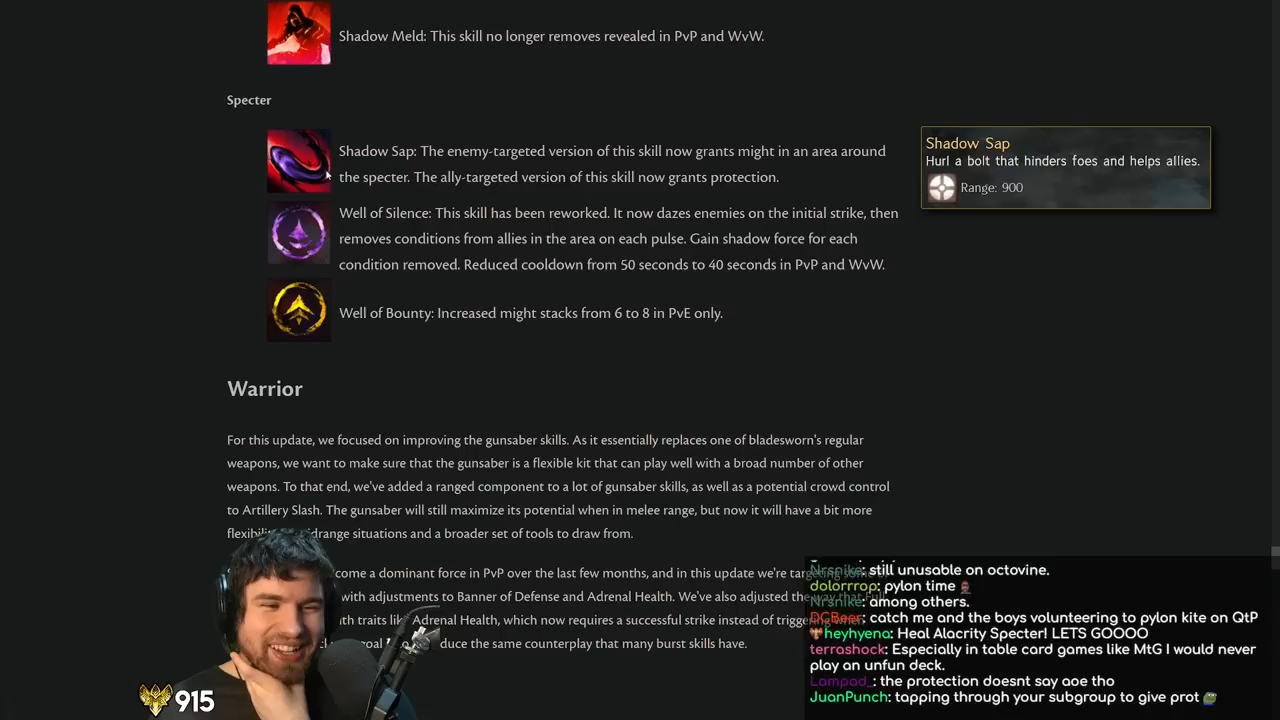 Shadow Meld: This skill no longer removes revealed in PvP and WvW.
Specter
Shadow Sap: The enemy-targeted version of this skill now grants might in an area around
the specter. The ally-targeted version of this skill now grants protection.
Well of Silence: This skill has been reworked. It now dazes enemies on the initial strike, then
removes conditions from allies in the area on each pulse. Gain shadow force for each
condition removed. Reduced cooldown from 50 seconds to 40 seconds in PvP and WvW.
Well of Bounty: Increased might stacks from 6 to 8 in PvE only.
Shadow Sap
Hurl a bolt that hinders foes and helps allies.
Range: 900
Warrior
For this update, we focused on improving the gunsaber skills. As it essentially replaces one of bladesworn's regular
weapons, we want to make sure that the gunsaber is a flexible kit that can play well with a broad number of other
weapons. To that end, we've added a ranged component to a lot of gunsaber skills, as well as a potential crowd control
to Artillery Slash. The gunsaber will still maximize its potential when in melee range, but now it will have a bit more
situations and a broader set of tools to draw from.
come a dominant force in PvP over the last few months, and in this update we're
with adjustments to Banner of Defense and Adrenal Health. We've also adjusted the way that
traits Adrenal Health, which now requires a successful strike instead of
goal duce the same counterplay that many burst skills have.
Nrsnike: still unusable on octovine.
dolorrrop: pylon time
Nrsnike: among others.
DCBeer: catch me and the boys volunteering to pylon kite on QtP
heyhyena: Heal Alacrity Specter! LETS GOOOO
terrashock: Especially in table card games like MtG I would never
play an unfun deck.
Lampad_: the protection doesnt say aoe tho
JuanPunch: tapping through your subgroup to give prot
915